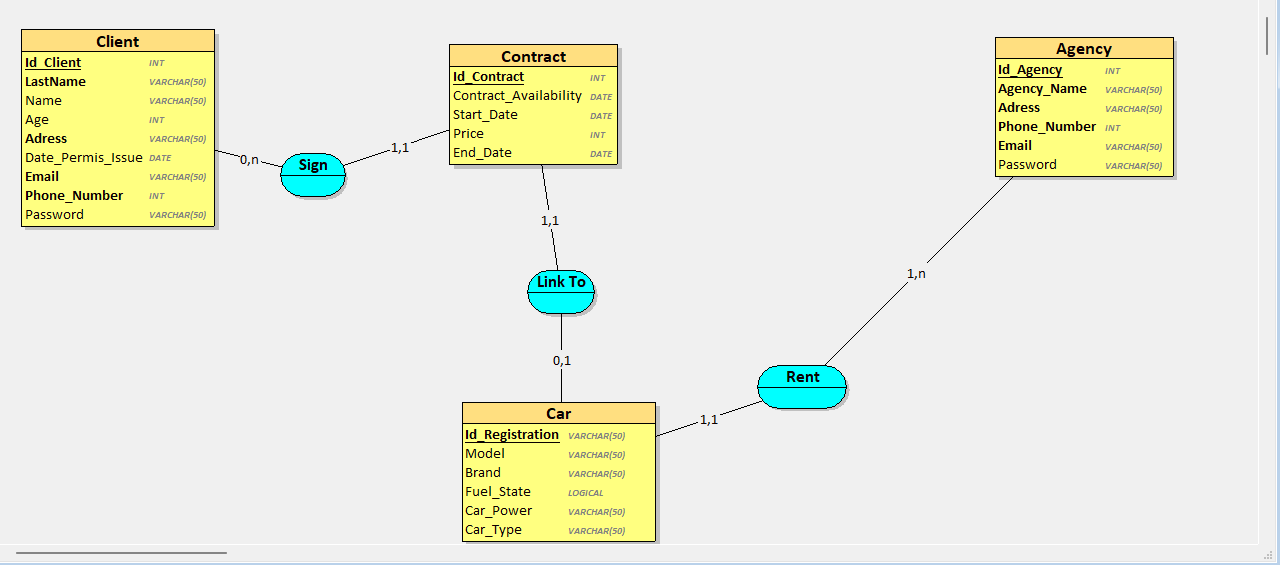 Client
Id_Client INT
LastName VARCHAR(50)
Name VARCHAR(50)
Age INT
Adress VARCHAR(50)
Date_Permis_Issue DATE
Email VARCHAR(50)
Phone_Number INT
Password VARCHAR(50)
0,n
Sign
1,1
Contract
Id_Contract INT
Contract_Availability DATE
Start_Date DATE
Price INT
End_Date DATE
1,1
Link To
0,1
Car
Id_Registration VARCHAR(50)
Model VARCHAR(50)
Brand VARCHAR(50)
Fuel_State LOGICAL
Car_Power VARCHAR(50)
Car_Type VARCHAR(50)
1,1
Rent
1,n
Agency
Id_Agency INT
Agency_Name VARCHAR(50)
Adress VARCHAR(50)
Phone_Number INT
Email VARCHAR(50)
Password VARCHAR(50)